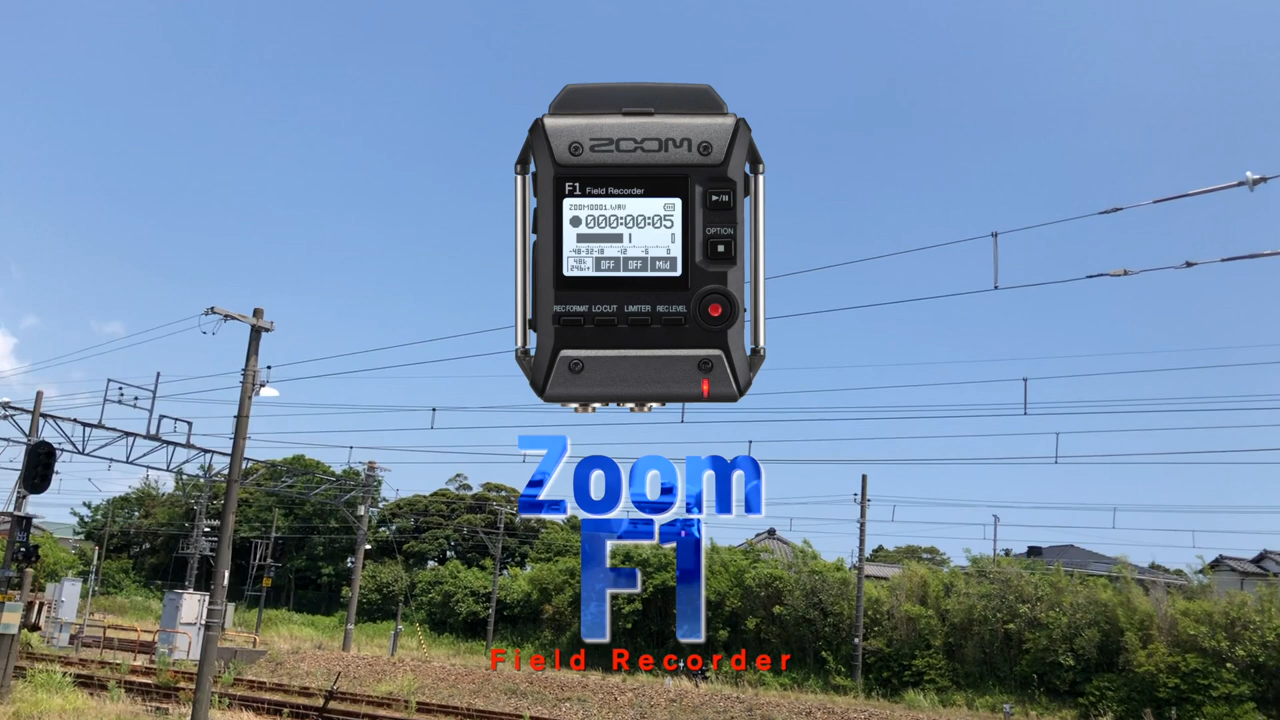 ZOOM
F1 Field Recorder
ZOOM0001.WAV
000:00:05
-48-32-18 -12 -6 0
48k
24bit OFF OFF Mid
OPTION
REC FORMAT LO CUT LIMITER REC LEVEL
Zoom
F1
Field Recorder